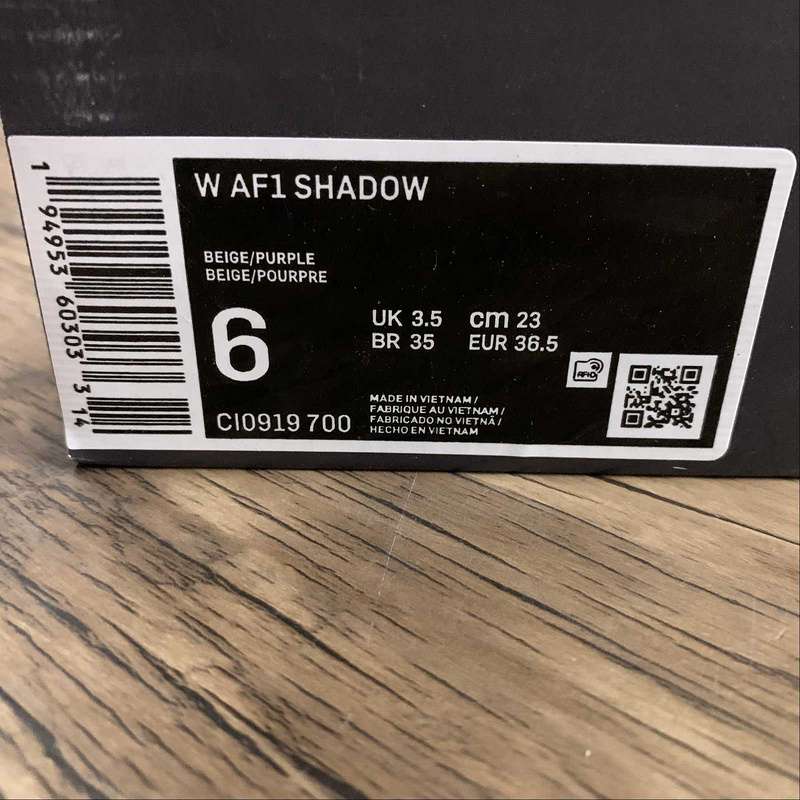 W AF1 SHADOW
BEIGE/PURPLE
BEIGE/POURPRE
6
UK 3.5 cm 23
BR 35 EUR 36.5
CI0919 700
MADE IN VIETNAM /
FABRIQUE AU VIETNAM /
FABRICADO NO VIETNÃ /
HECHO EN VIETNAM
RFID
1 94953 60303 3 14